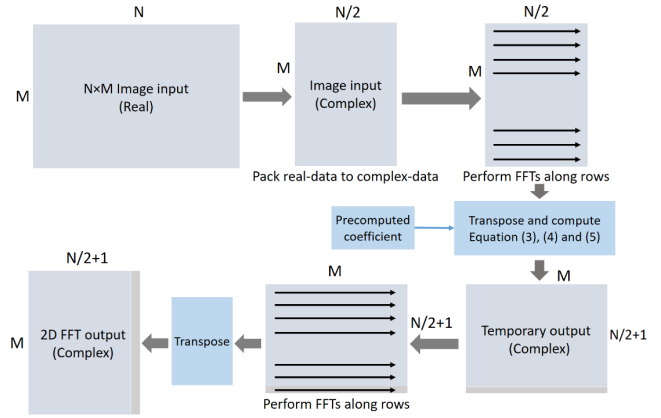 N
N/2
N/2
M
N×M Image input
(Real)
M
Image input
(Complex)
M
Pack real-data to complex-data
Perform FFTs along rows
Precomputed
coefficient
Transpose and compute
Equation (3), (4) and (5)
N/2+1
M
M
M
2D FFT output
(Complex)
Transpose
N/2+1
Temporary output
(Complex)
N/2+1
Perform FFTs along rows